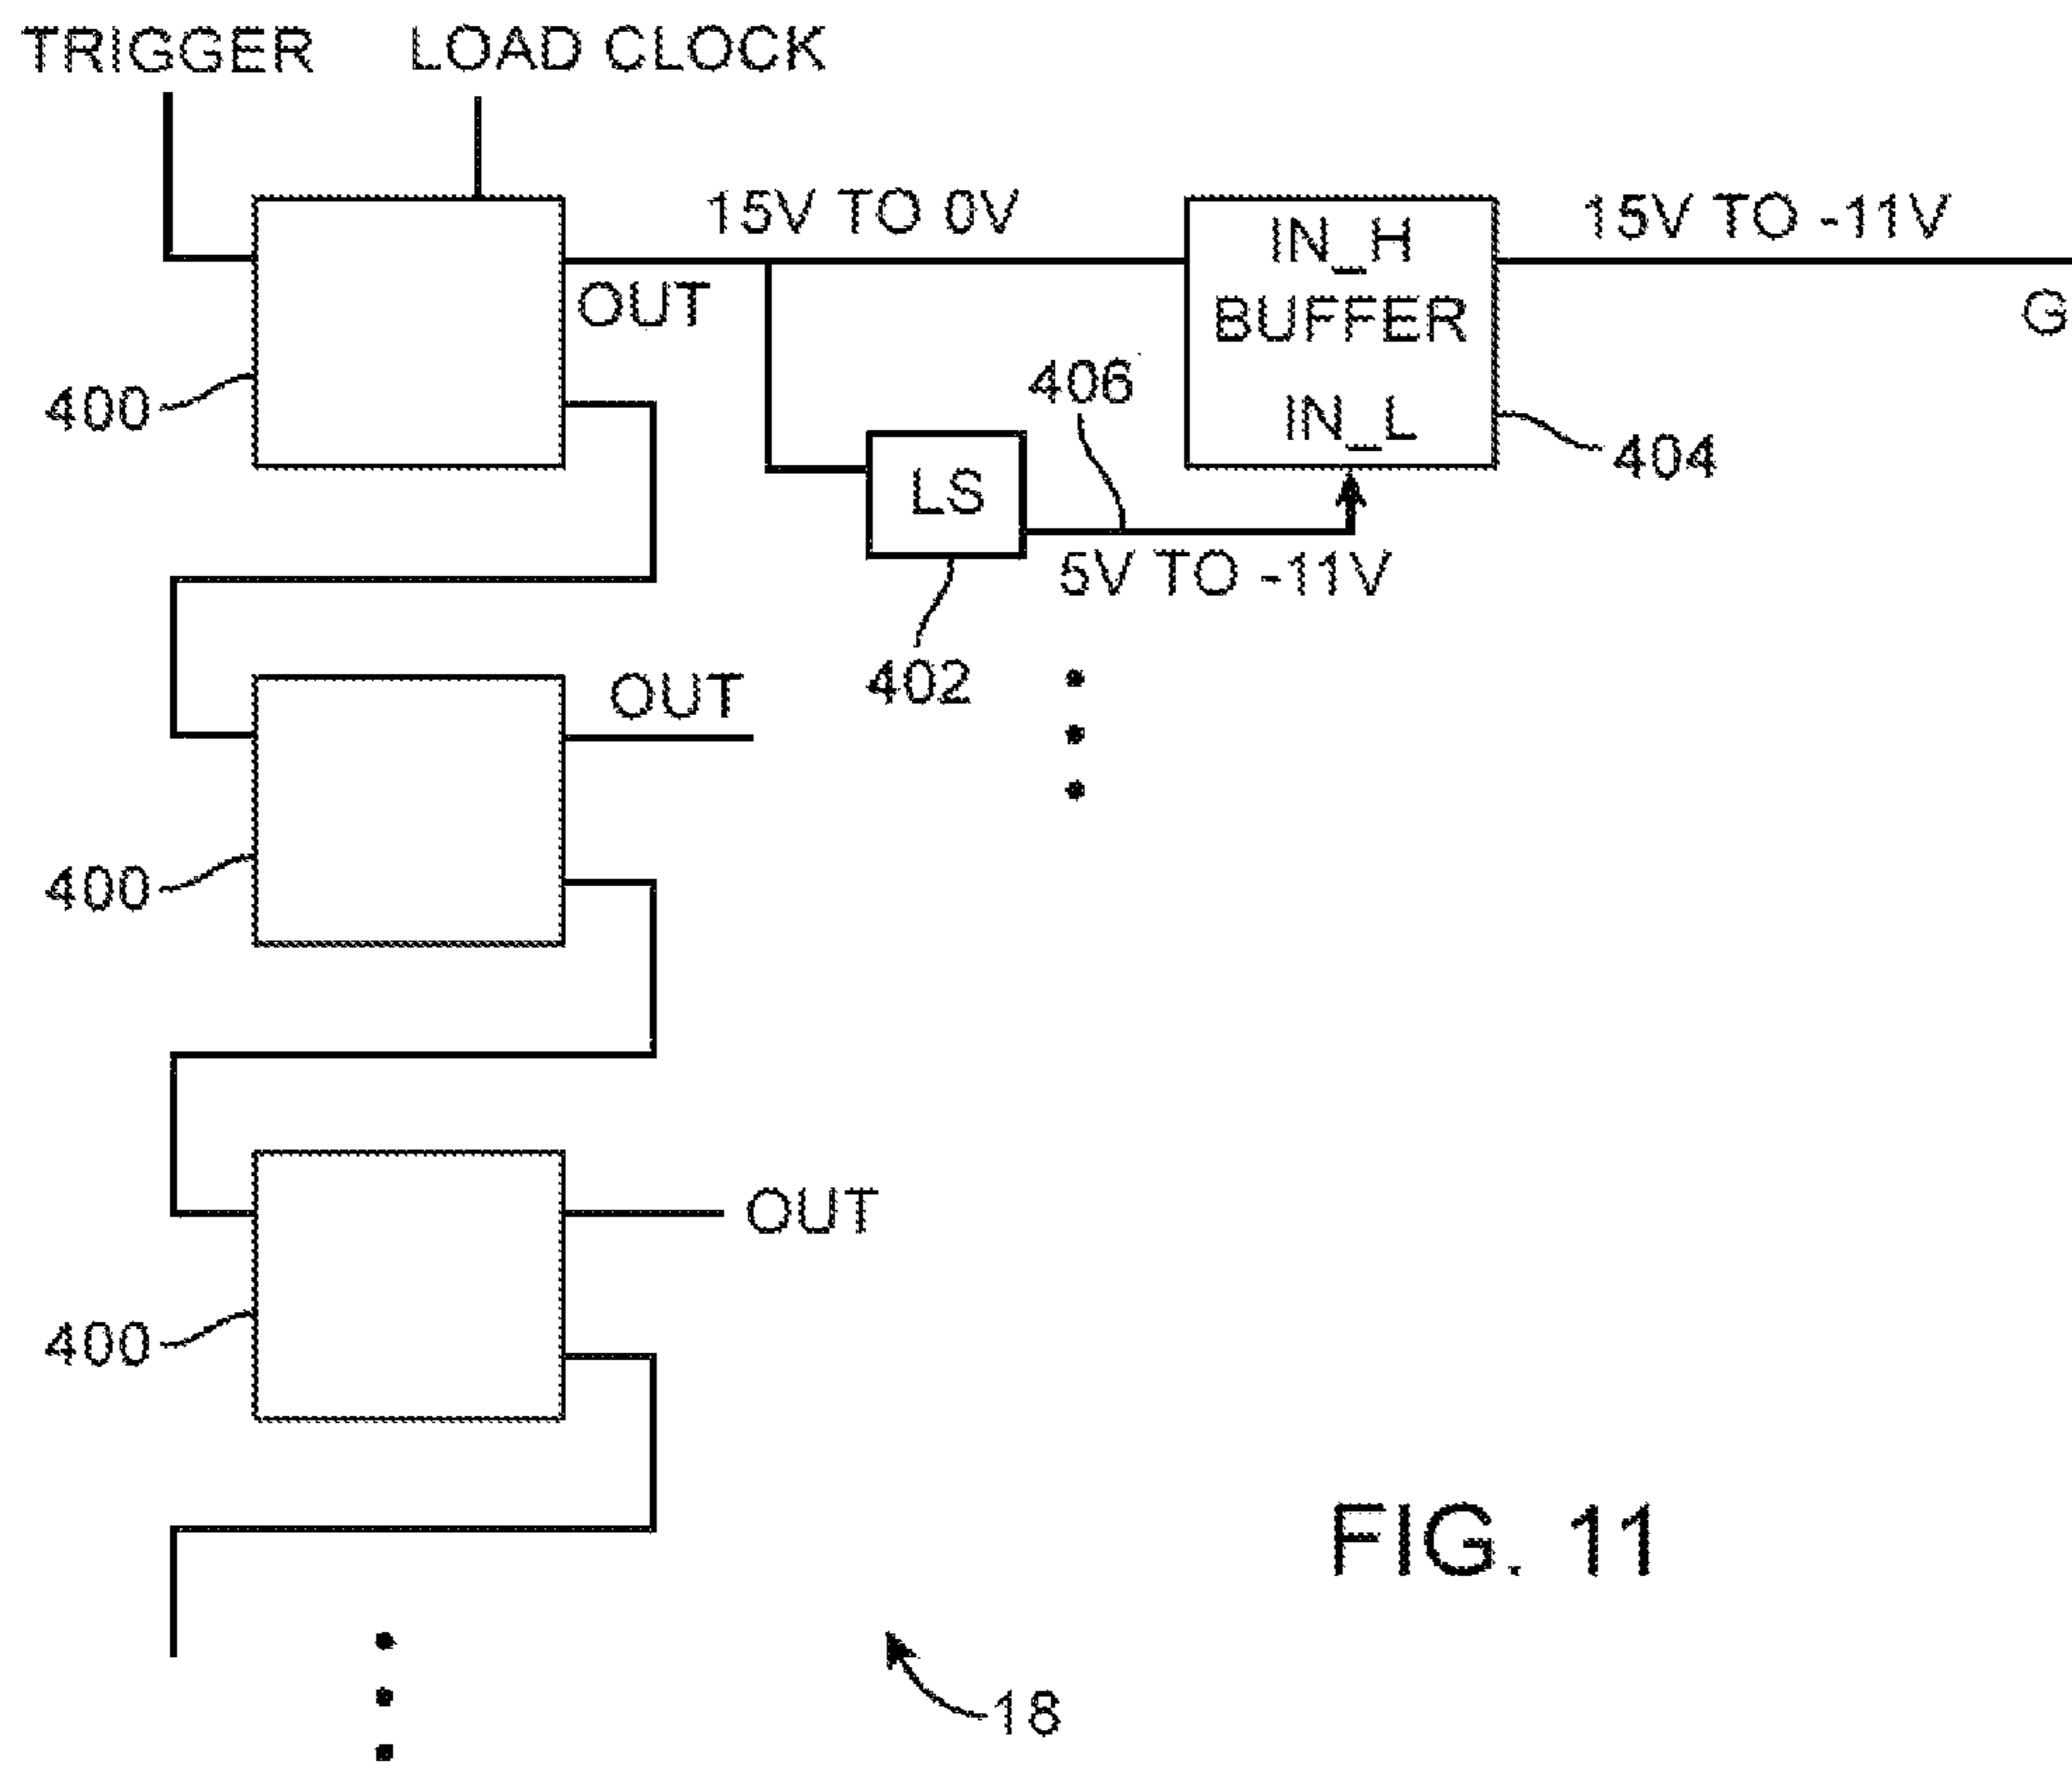 TRIGGER LOAD CLOCK
15V TO 0V
IN_H
BUFFER
IN_L
15V TO -11V
OUT
G
400
406
404
LS
5V TO -11V
402
OUT
400
OUT
400
FIG. 11
18